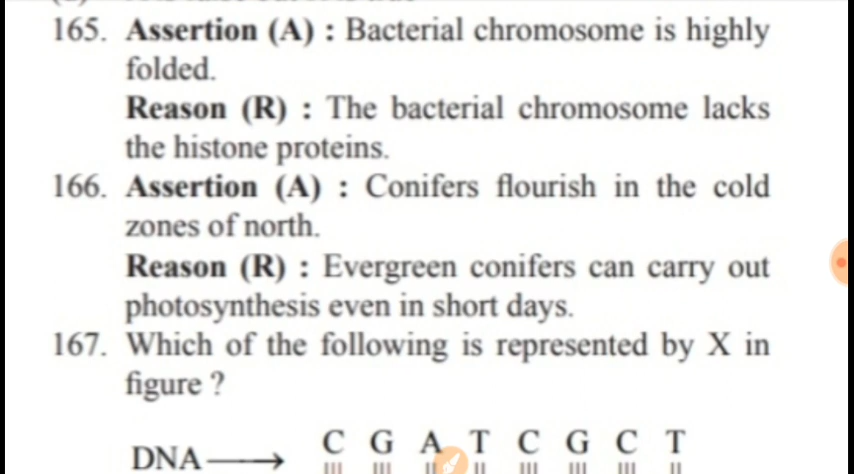 165. Assertion (A) : Bacterial chromosome is highly
folded.
Reason (R) : The bacterial chromosome lacks
the histone proteins.
166. Assertion (A) : Conifers flourish in the cold
zones of north.
Reason (R) : Evergreen conifers can carry out
photosynthesis even in short days.
167. Which of the following is represented by X in
figure ?
DNA → C G A T C G C T